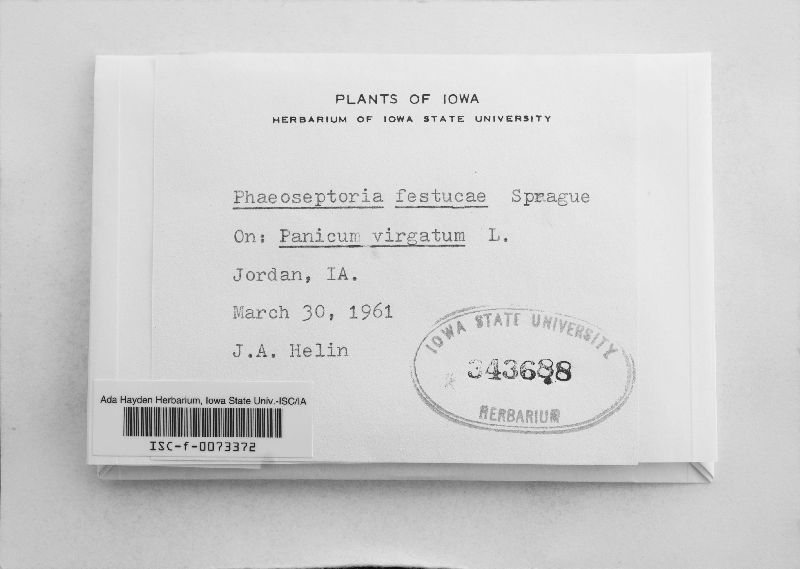 PLANTS OF IOWA
HERBARIUM OF IOWA STATE UNIVERSITY
Phaeoseptoria festucae Sprague
On: Panicum virgatum L.
Jordan, IA.
March 30, 1961
J.A. Helin
IOWA STATE UNIVERSITY
343688
HERBARIUM
Ada Hayden Herbarium, Iowa State Univ.-ISC/IA
ISC-f-0073372